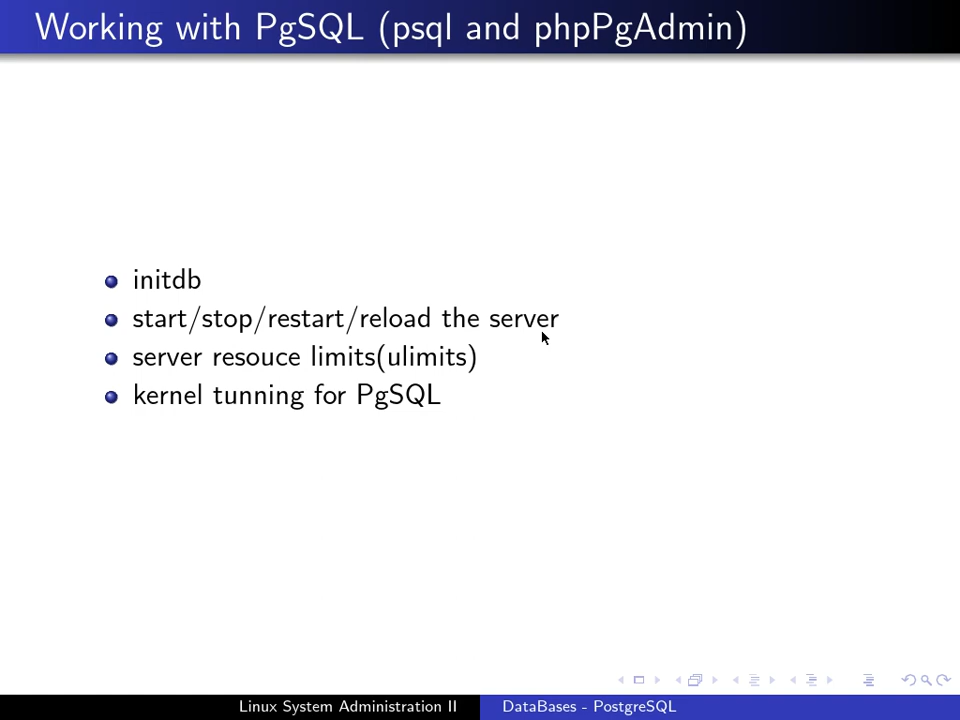 Working with PgSQL (psql and phpPgAdmin)
initdb
start/stop/restart/reload the server
server resouce limits(ulimits)
kernel tunning for PgSQL
Linux System Administration II
DataBases - PostgreSQL